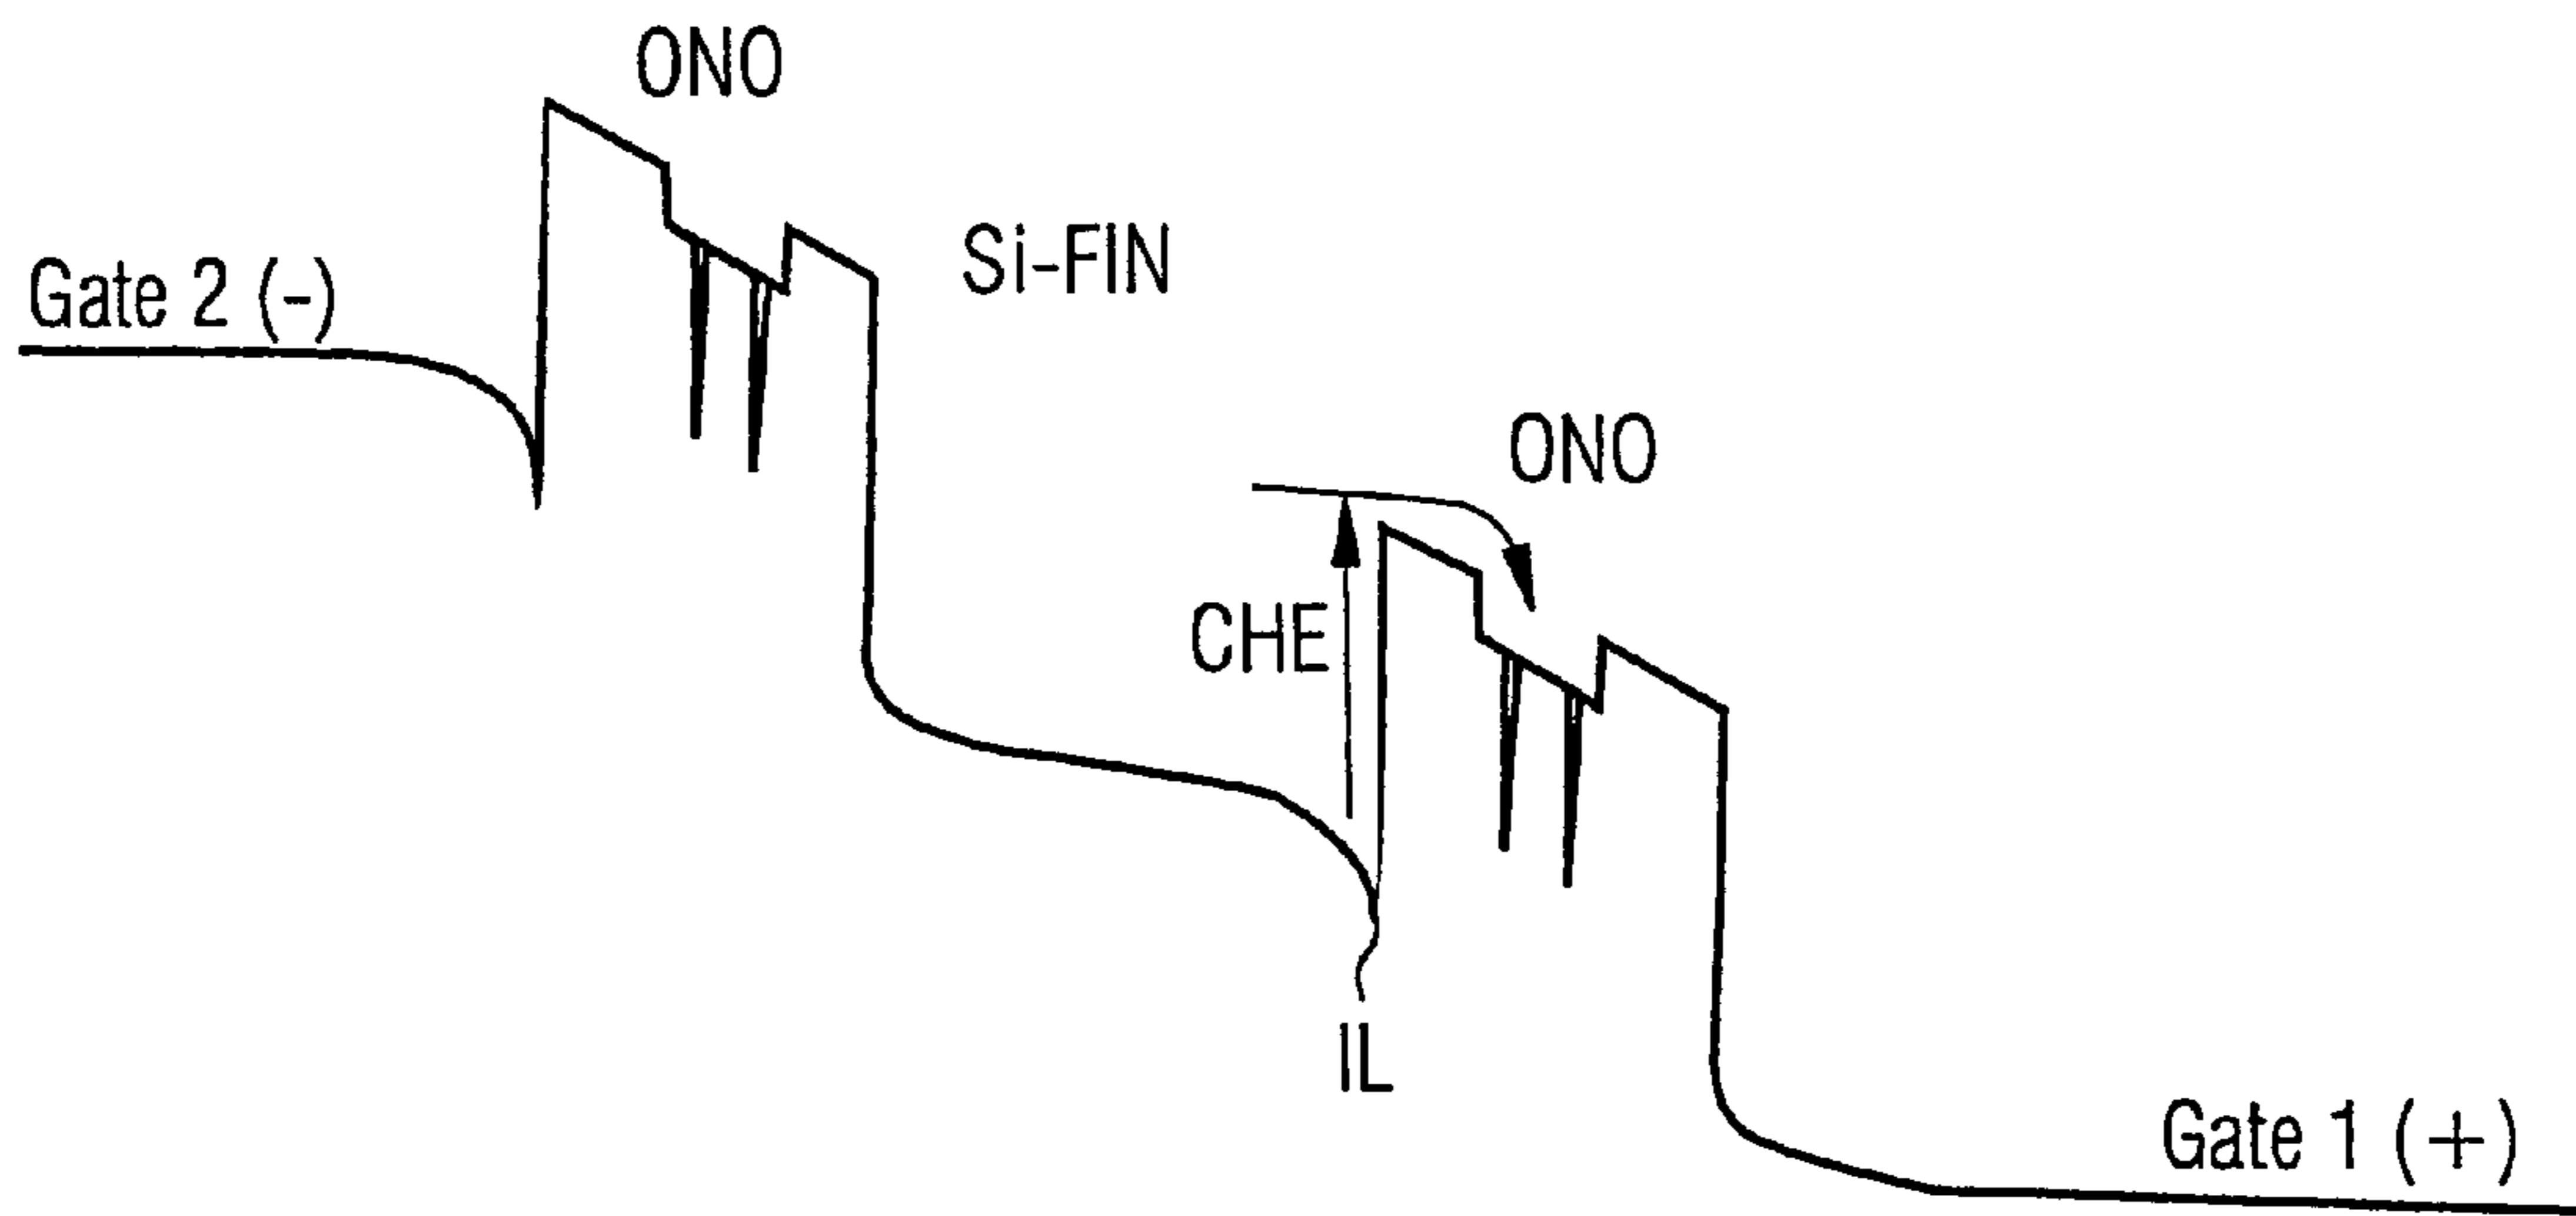 ONO
Gate 2 (-)
Si-FIN
ONO
CHE
IL
Gate 1 (+)